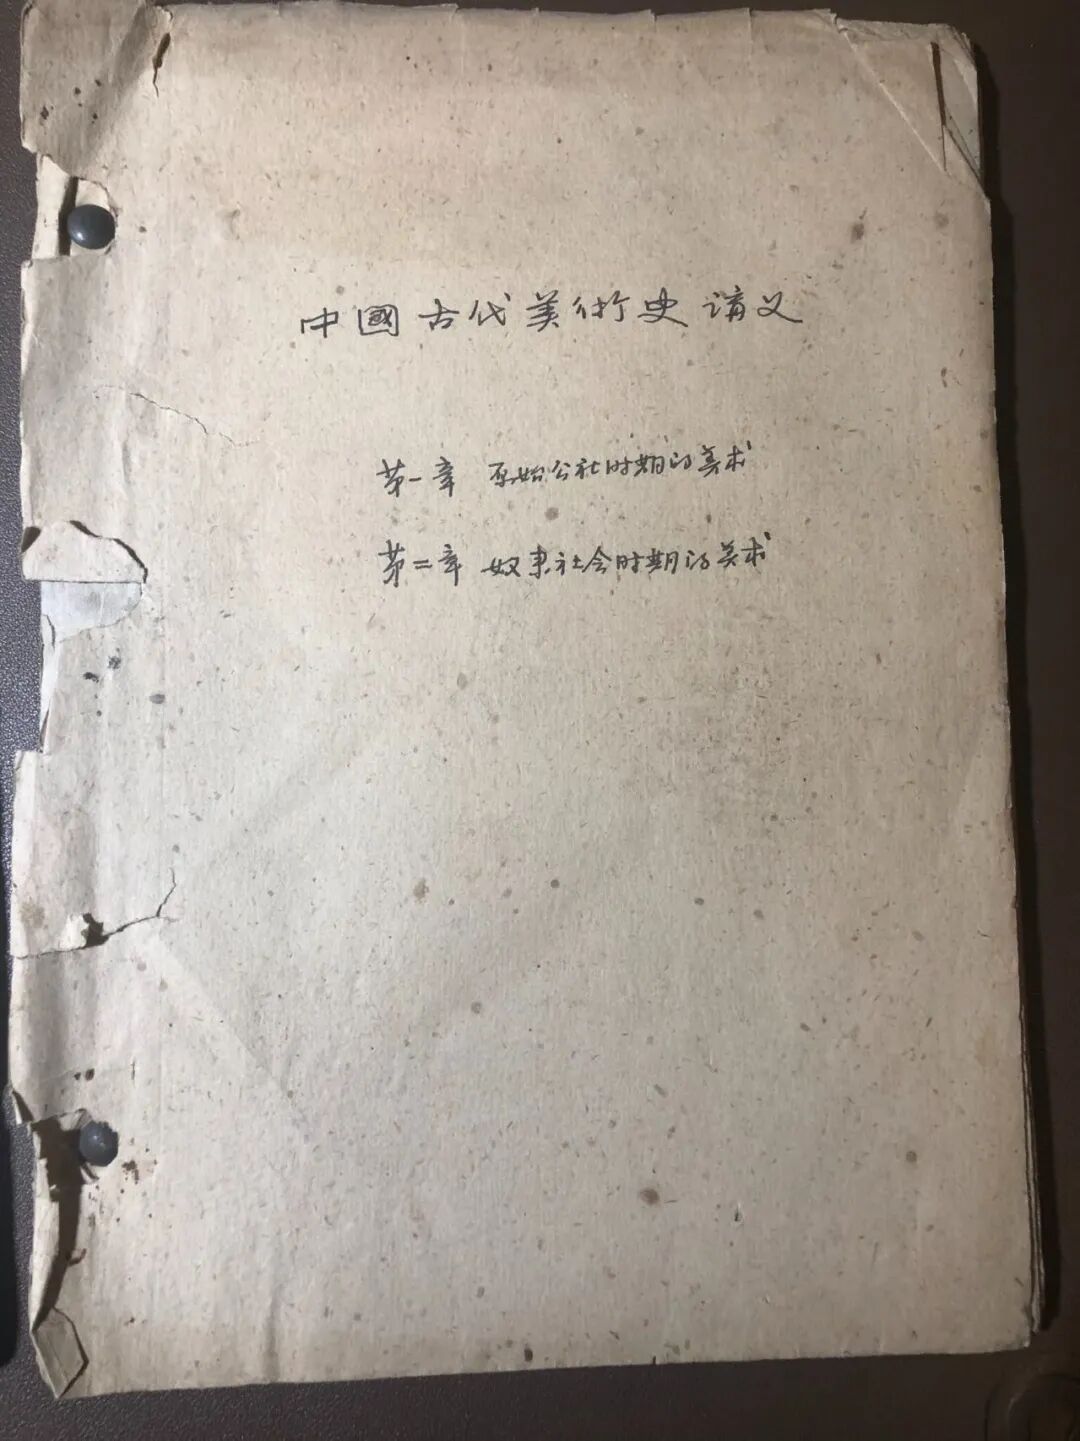 中國古代美術史講义
第一章 原始公社时期的美术
第二章 奴隶社会时期的美术